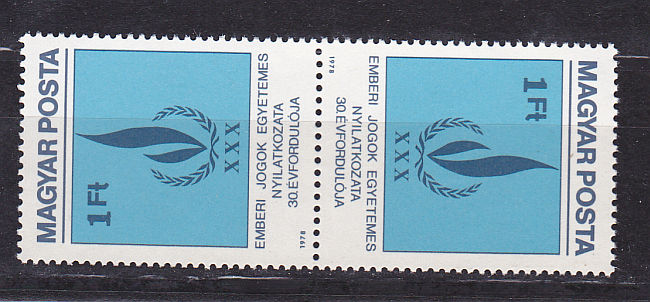 MAGYAR POSTA
1 Ft
XXX
EMBERI JOGOK EGYETEMES
NYILATKOZATA
30. ÉVFORDULÓJA
1978
MAGYAR POSTA
1 Ft
XXX
EMBERI JOGOK EGYETEMES
NYILATKOZATA
30. ÉVFORDULÓJA
1978